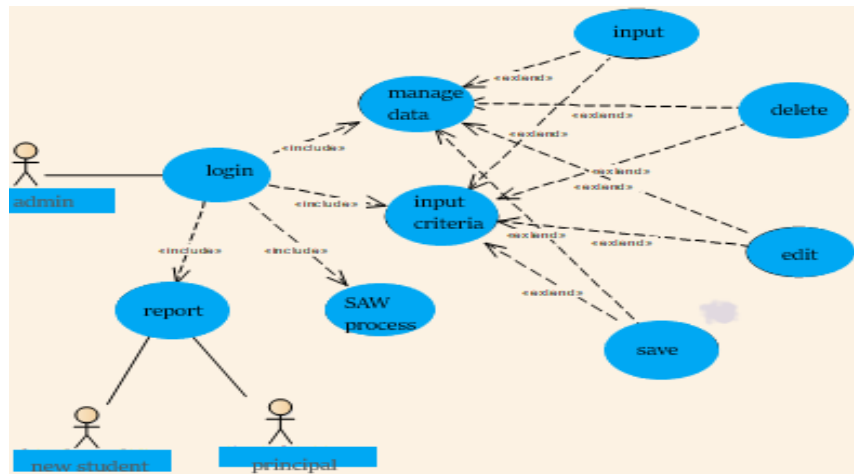 input
«extend»
manage
data
«extend»
delete
«extend»
login
«include»
admin
«include»
input
criteria
«extend»
«extend»
«include»
«extend»
«extend»
edit
report
SAW
process
«extend»
save
new student
principal